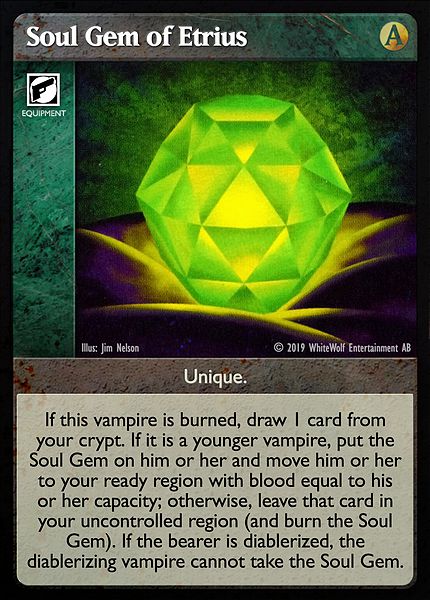 Soul Gem of Etrius
A
EQUIPMENT
Illus: Jim Nelson
© 2019 WhiteWolf Entertainment AB
Unique.
If this vampire is burned, draw 1 card from
your crypt. If it is a younger vampire, put the
Soul Gem on him or her and move him or her
to your ready region with blood equal to his
or her capacity; otherwise, leave that card in
your uncontrolled region (and burn the Soul
Gem). If the bearer is diablerized, the
diablerizing vampire cannot take the Soul Gem.